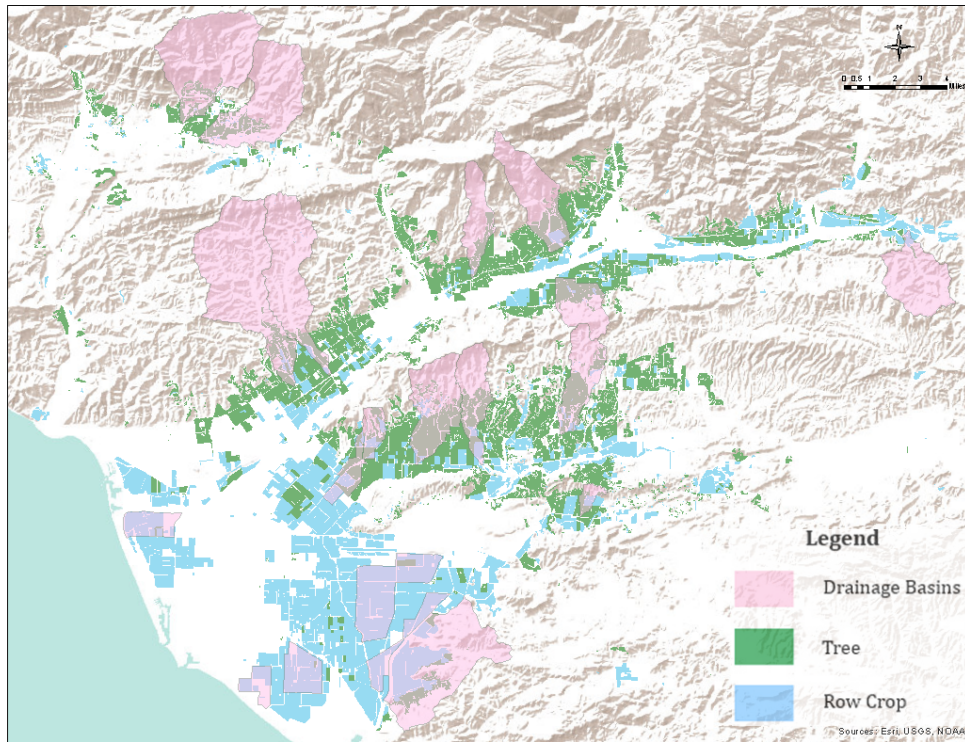 0 0.5 1 2 3 4
Miles
Legend
Drainage Basins
Tree
Row Crop
Sources: Esri, USGS, NOAA